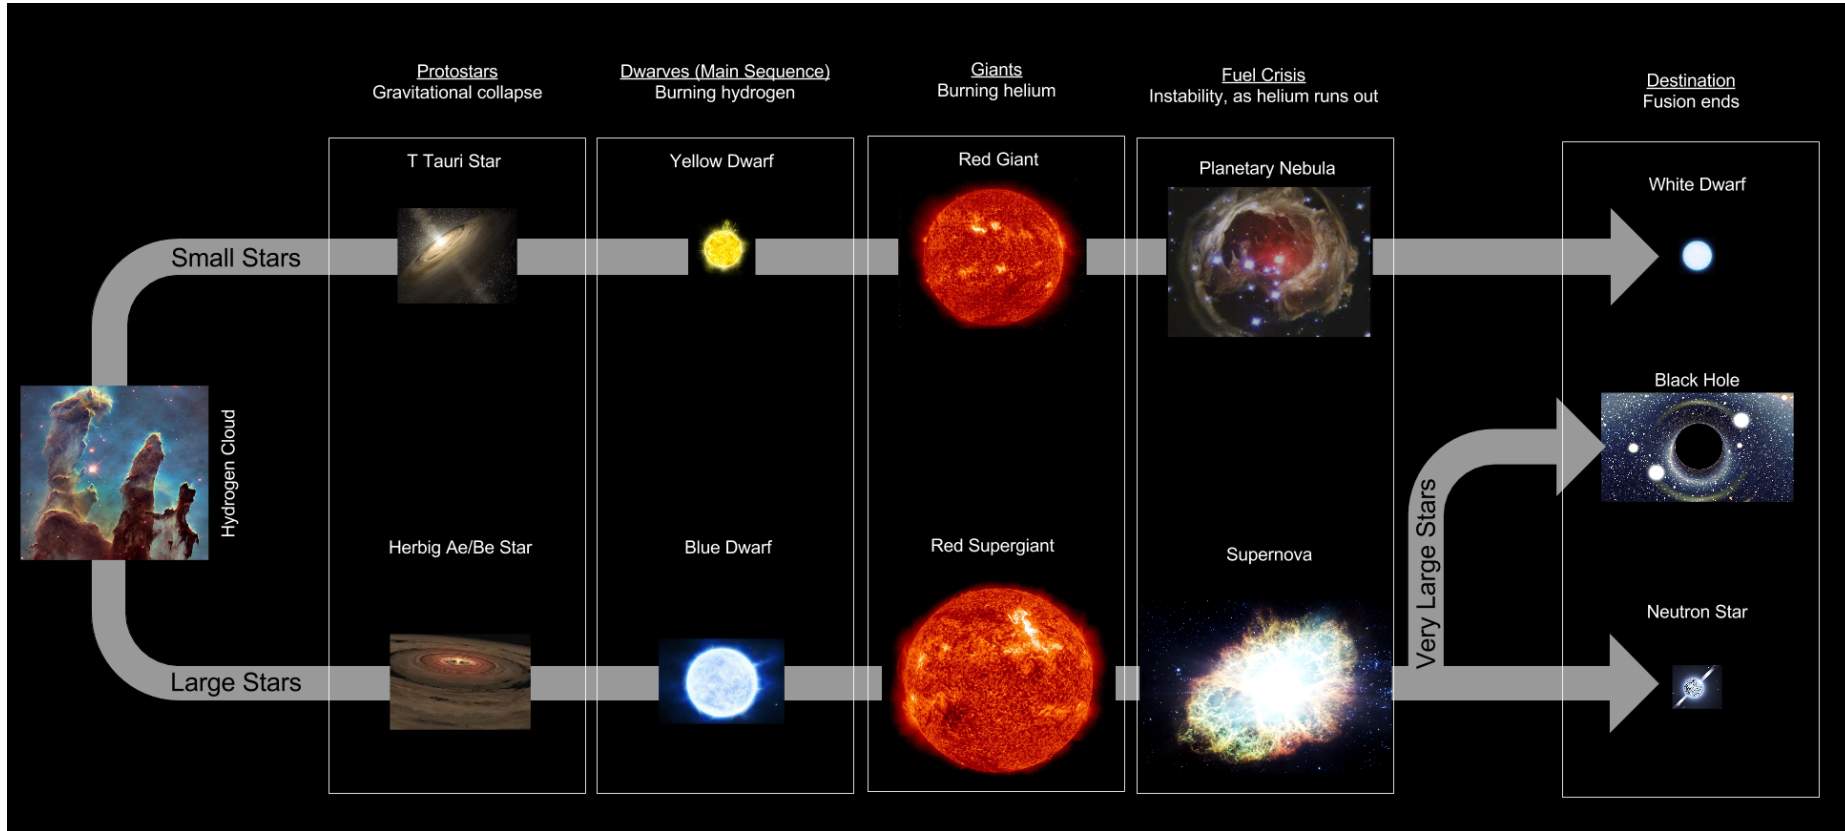 Protostars
Gravitational collapse
Dwarves (Main Sequence)
Burning hydrogen
Giants
Burning helium
Fuel Crisis
Instability, as helium runs out
Destination
Fusion ends
T Tauri Star
Yellow Dwarf
Red Giant
Planetary Nebula
White Dwarf
Small Stars
Black Hole
Hydrogen Cloud
Herbig Ae/Be Star
Blue Dwarf
Red Supergiant
Supernova
Very Large Stars
Neutron Star
Large Stars